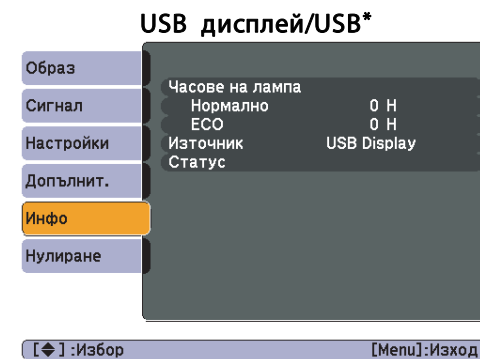 USB дисплей/USB*
Образ
Сигнал
Настройки
Допълнит.
Инфо
Нулиране
Часове на лампа
Нормално 0 H
ECO 0 H
Източник USB Display
Статус
[◆] :Избор [Menu]:Изход